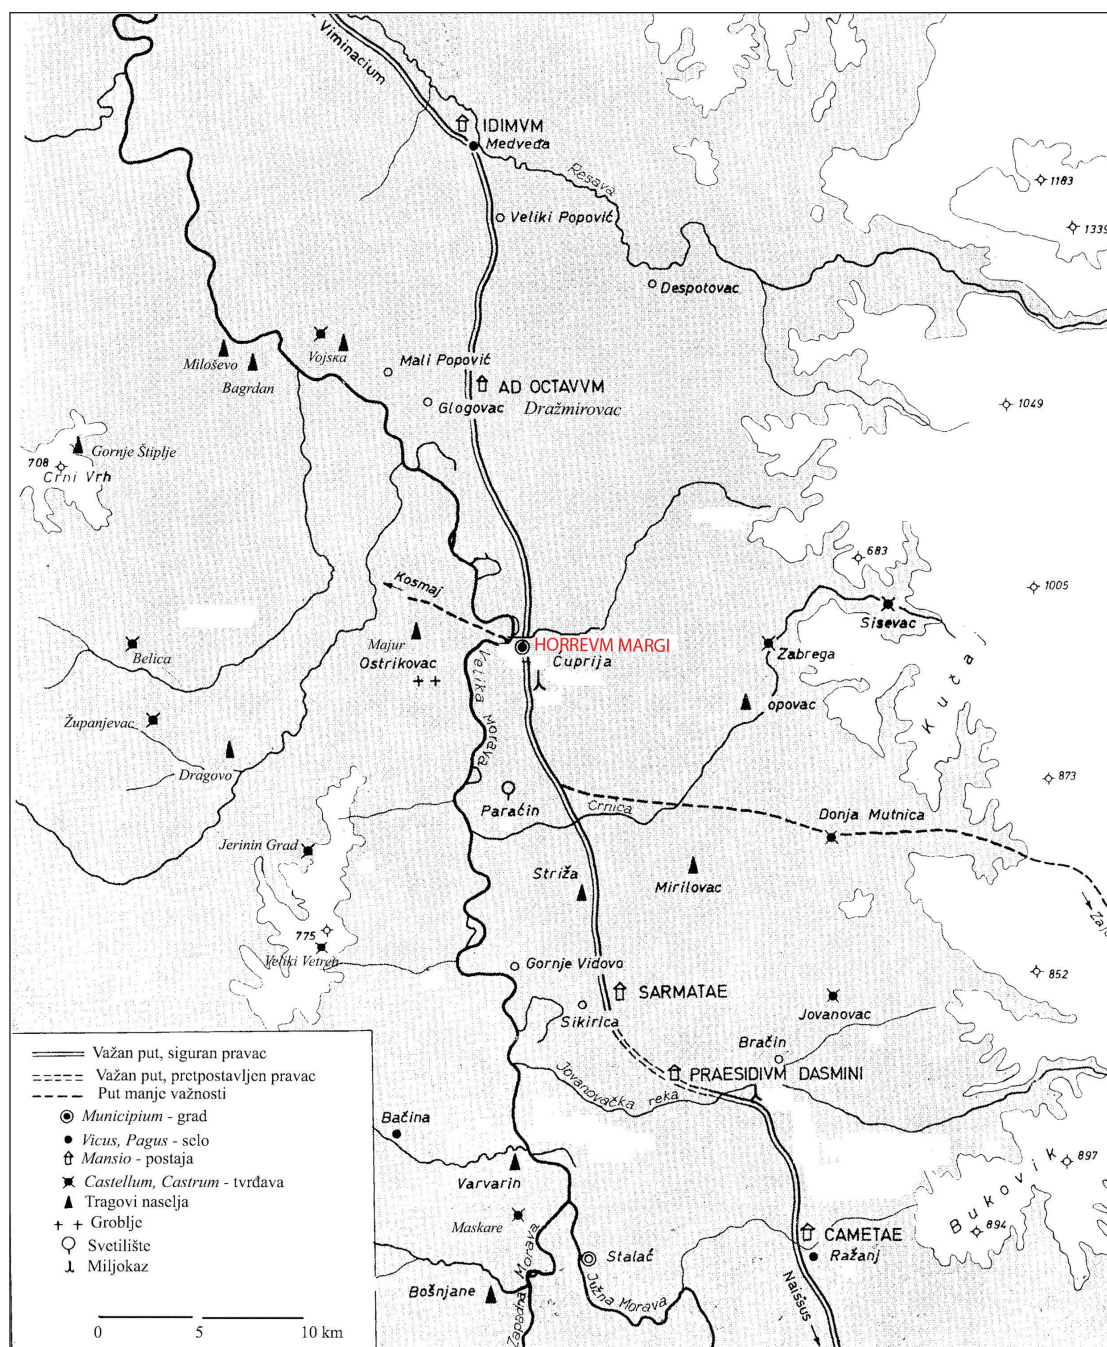 Viminacium
IDIMVM
Medveđa
Resava
1183
1339
Veliki Popović
Despotovac
Vojska
Miloševo
Bagrdan
Mali Popović
AD OCTAVVM
Glogovac
Dražmirovac
1049
Gornje Štiplje
708
Crni Vrh
683
1005
Kosmaj
Sisevac
HORREVM MARGI
Ćuprija
Majur
Ostrikovac
Belica
Zabrega
Kučaj
Velika Morava
opovac
Županjevac
Dragovo
873
Paraćin
Crnica
Donja Mutnica
Jerinin Grad
Striža
Mirilovac
775
Veliki Vetren
Gornje Vidovo
852
SARMATAE
Sikirica
Jovanovac
Bračin
PRAESIDIVM DASMINI
Jovanovačka reka
Bačina
Varvarin
897
Bukovik
894
Maskare
CAMETAE
Ražanj
Stalać
Bošnjane
Zapadna Morava
Južna Morava
Naissus
Važan put, siguran pravac
Važan put, pretpostavljen pravac
Put manje važnosti
Municipium - grad
Vicus, Pagus - selo
Mansio - postaja
Castellum, Castrum - tvrđava
Tragovi naselja
Groblje
Svetilište
Miljokaz
0 5 10 km